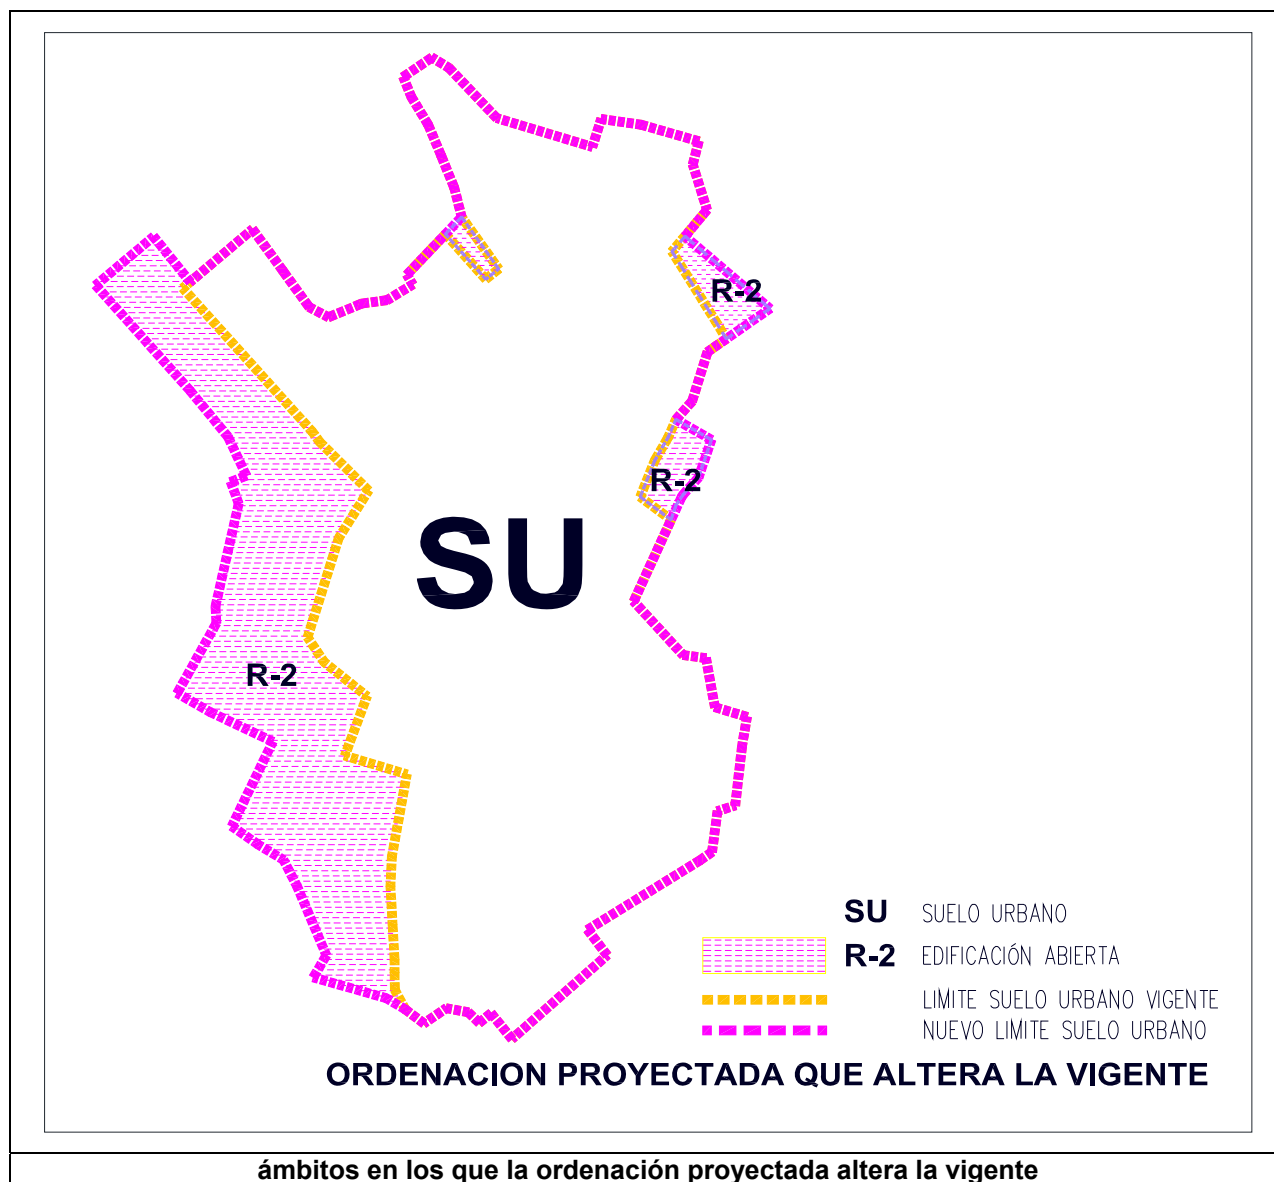 R-2
R-2
SU
R-2
SU SUELO URBANO
R-2 EDIFICACIÓN ABIERTA
LIMITE SUELO URBANO VIGENTE
NUEVO LIMITE SUELO URBANO
ORDENACION PROYECTADA QUE ALTERA LA VIGENTE
ámbitos en los que la ordenación proyectada altera la vigente